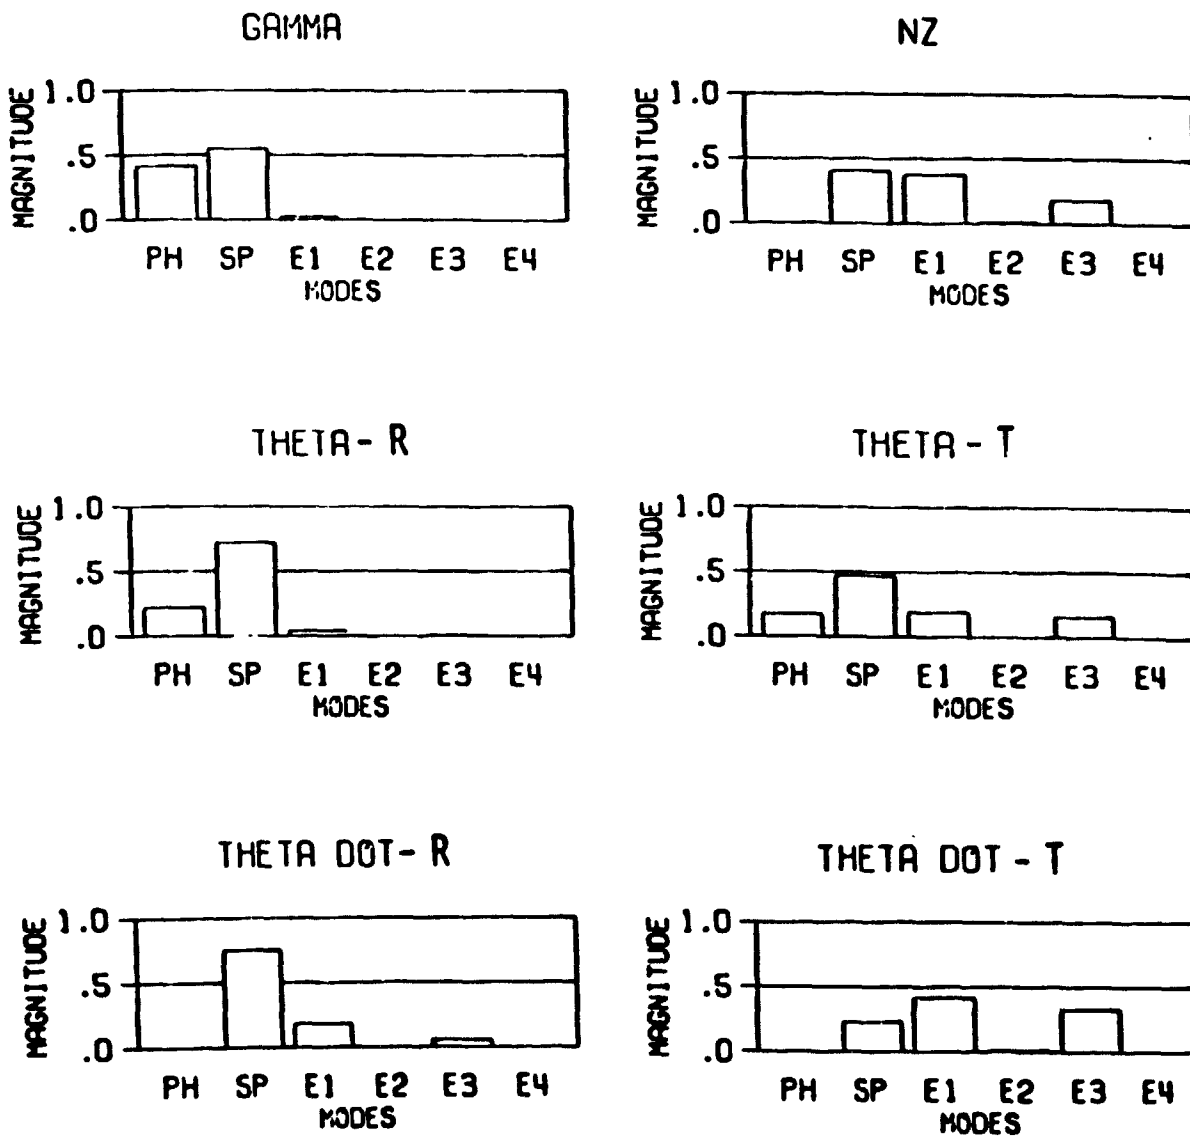 GAMMA
MAGNITUDE
1.0
.5
.0
PH SP E1 E2 E3 E4
MODES
NZ
MAGNITUDE
1.0
.5
.0
PH SP E1 E2 E3 E4
MODES
THETA - R
MAGNITUDE
1.0
.5
.0
PH SP E1 E2 E3 E4
MODES
THETA - T
MAGNITUDE
1.0
.5
.0
PH SP E1 E2 E3 E4
MODES
THETA DOT - R
MAGNITUDE
1.0
.5
.0
PH SP E1 E2 E3 E4
MODES
THETA DOT - T
MAGNITUDE
1.0
.5
.0
PH SP E1 E2 E3 E4
MODES